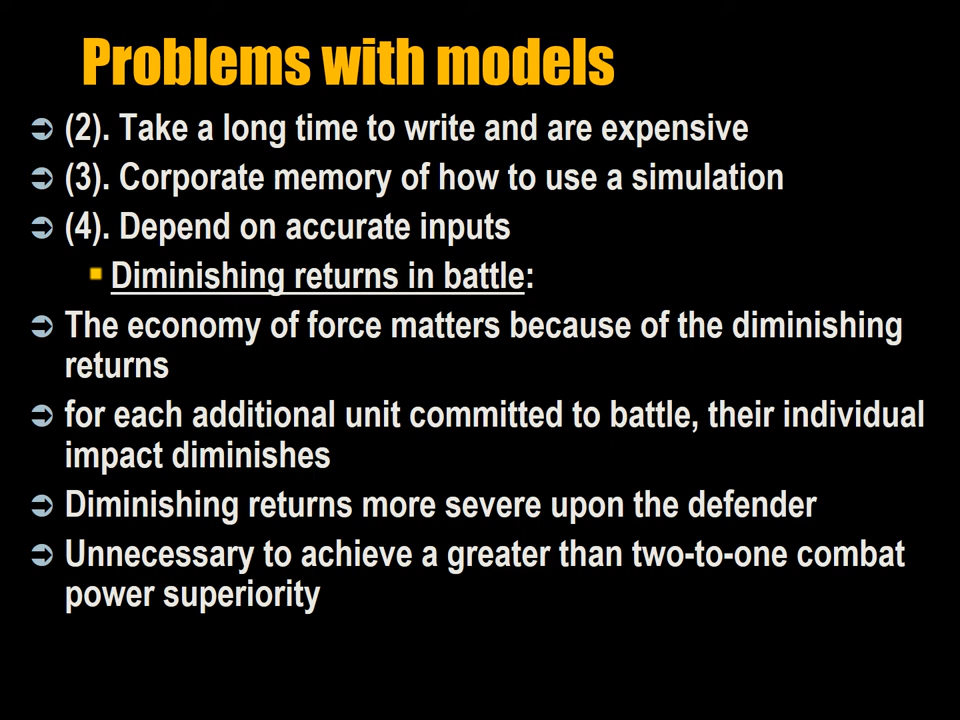 Problems with models
(2). Take a long time to write and are expensive
(3). Corporate memory of how to use a simulation
(4). Depend on accurate inputs
Diminishing returns in battle:
The economy of force matters because of the diminishing
returns
for each additional unit committed to battle, their individual
impact diminishes
Diminishing returns more severe upon the defender
Unnecessary to achieve a greater than two-to-one combat
power superiority